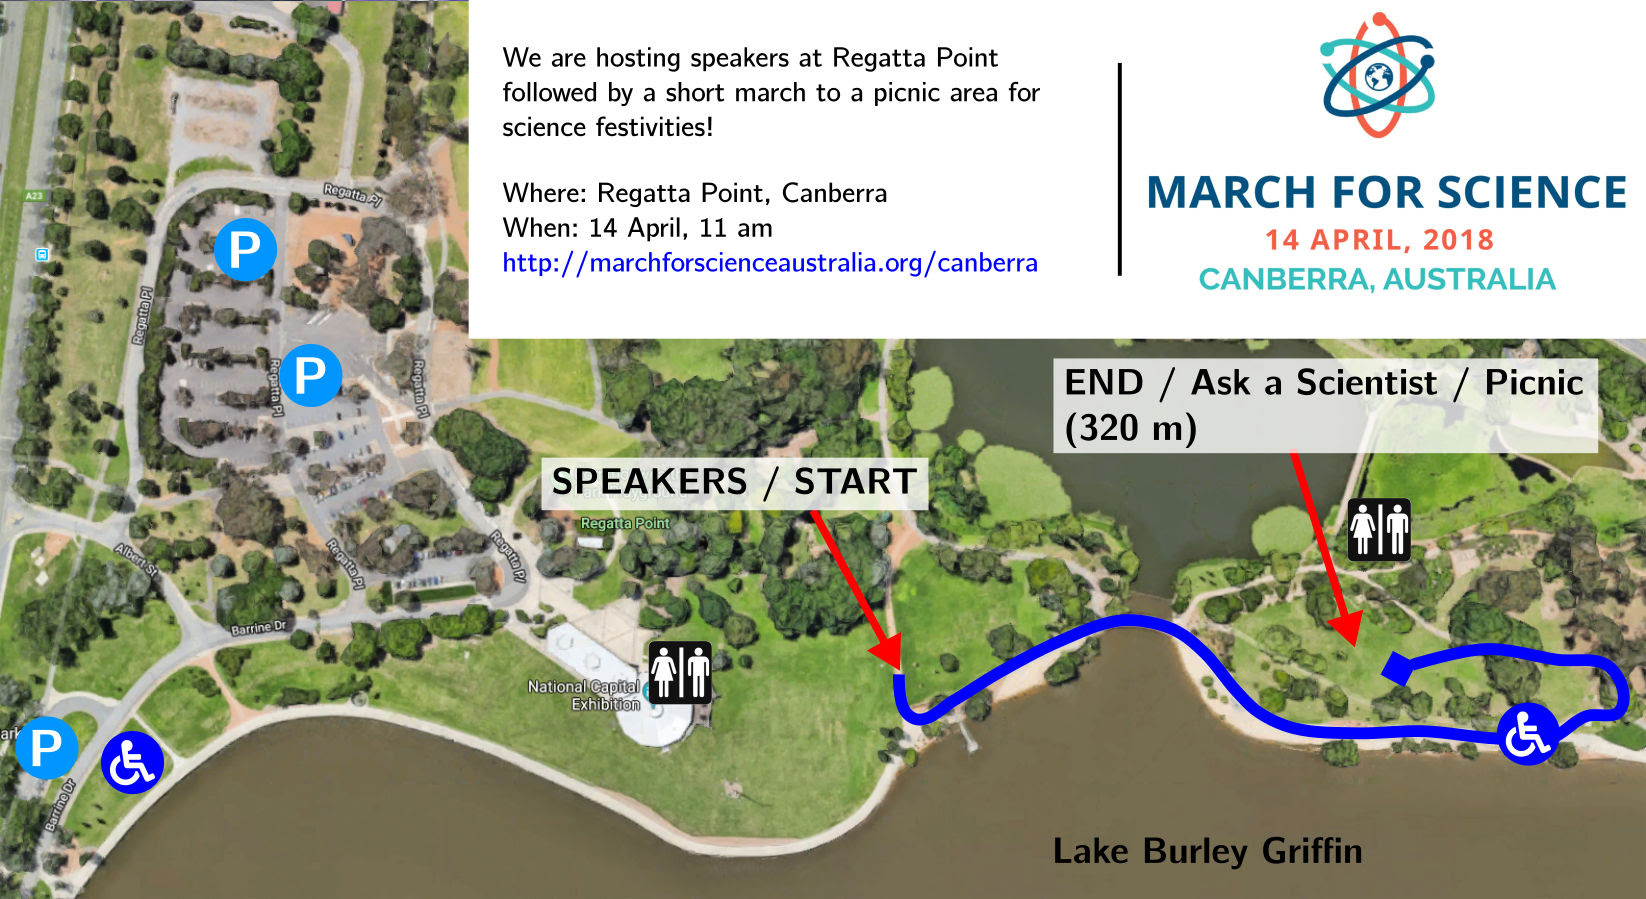 We are hosting speakers at Regatta Point
followed by a short march to a picnic area for
science festivities!
Where: Regatta Point, Canberra
When: 14 April, 11 am
http://marchforscienceaustralia.org/canberra
MARCH FOR SCIENCE
14 APRIL, 2018
CANBERRA, AUSTRALIA
A23
Regatta Pl
P
Regatta Pl
Regatta Pl
P
Regatta Pl
END / Ask a Scientist / Picnic
(320 m)
SPEAKERS / START
Regatta Point
Regatta Pl
Regatta Pl
Albert St
Barrine Dr
National Capital
Exhibition
P
Barrine Dr
Lake Burley Griffin